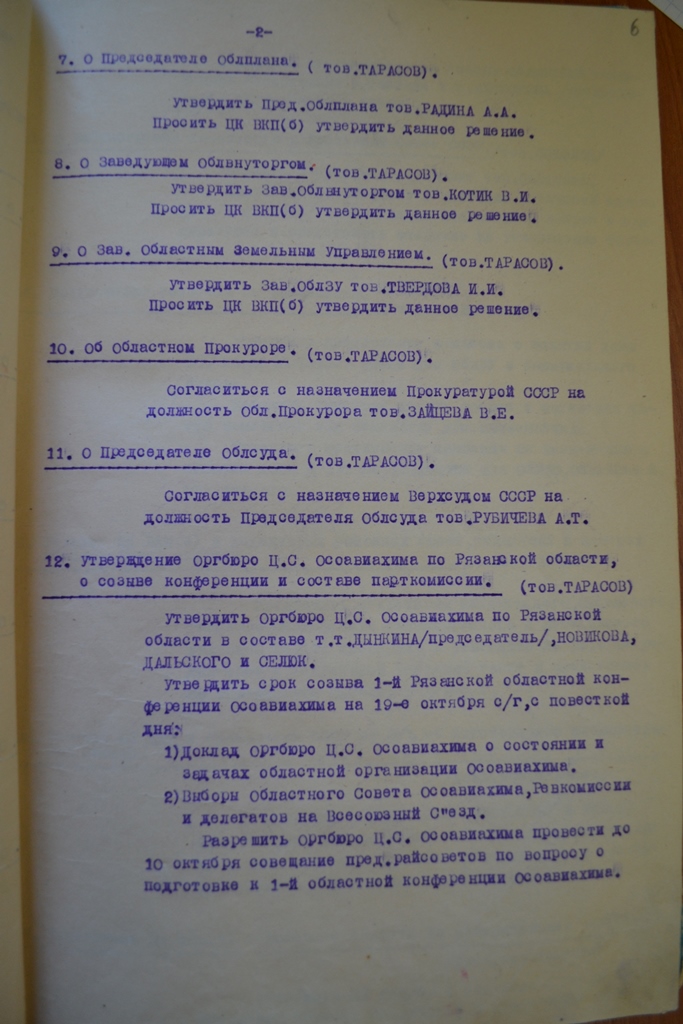 6
-2-
7. О Председателе Облплана. ( тов.ТАРАСОВ).
Утвердить Пред.Облплана тов.РАДИНА А.А.
Просить ЦК ВКП(б) утвердить данное решение.
8. О Заведующем Облвнуторгом. (тов.ТАРАСОВ).
Утвердить Зав.Облвнуторгом тов.КОТИК В.И.
Просить ЦК ВКП(б) утвердить данное решение.
9. О Зав. Областным Земельным Управлением. (тов.ТАРАСОВ).
Утвердить Зав.ОблЗУ тов.ТВЕРДОВА И.И.
Просить ЦК ВКП(б) утвердить данное решение.
10. Об Областном Прокуроре. (тов.ТАРАСОВ).
Согласиться с назначением Прокуратурой СССР на
должность Обл.Прокурора тов.ЗАЙЦЕВА В.Е.
11. О Председателе Облсуда. (тов.ТАРАСОВ).
Согласиться с назначением Верхсудом СССР на
должность Председателя Облсуда тов.РУБИЧЕВА А.Т.
12. Утверждение Оргбюро Ц.С. Осоавиахима по Рязанской области,
о созыве конференции и составе парткомиссии. (тов.ТАРАСОВ)
Утвердить Оргбюро Ц.С. Осоавиахима по Рязанской
области в составе т.т.ДЫНКИНА/председатель/,НОВИКОВА,
ДАЛЬСКОГО и СЕЛЮК.
Утвердить срок созыва 1-й Рязанской областной кон-
ференции Осоавиахима на 19-е октября с/г,с повесткой
дня:
1)Доклад Оргбюро Ц.С. Осоавиахима о состоянии и
задачах областной организации Осоавиахима.
2)Выборы Областного Совета Осоавиахима,Ревкомиссии
и делегатов на Всесоюзный С"езд.
Разрешить Оргбюро Ц.С. Осоавиахима провести до
10 октября совещание пред.райсоветов по вопросу о
подготовке к 1-й областной конференции Осоавиахима.